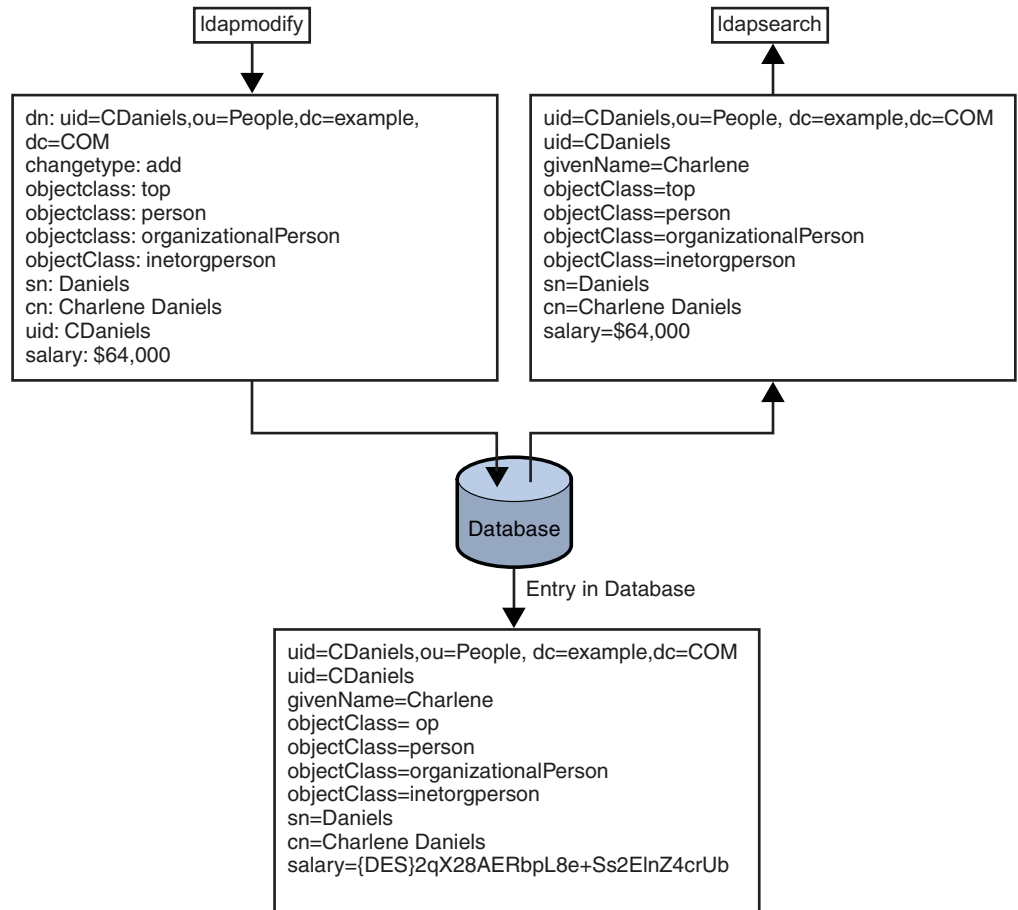 ldapmodify
dn: uid=CDaniels,ou=People,dc=example,
dc=COM
changetype: add
objectclass: top
objectclass: person
objectclass: organizationalPerson
objectClass: inetorgperson
sn: Daniels
cn: Charlene Daniels
uid: CDaniels
salary: $64,000
ldapsearch
uid=CDaniels,ou=People, dc=example,dc=COM
uid=CDaniels
givenName=Charlene
objectClass=top
objectClass=person
objectClass=organizationalPerson
objectClass=inetorgperson
sn=Daniels
cn=Charlene Daniels
salary=$64,000
Database
Entry in Database
uid=CDaniels,ou=People, dc=example,dc=COM
uid=CDaniels
givenName=Charlene
objectClass= op
objectClass=person
objectClass=organizationalPerson
objectClass=inetorgperson
sn=Daniels
cn=Charlene Daniels
salary={DES}2qX28AERbpL8e+Ss2ElnZ4crUb